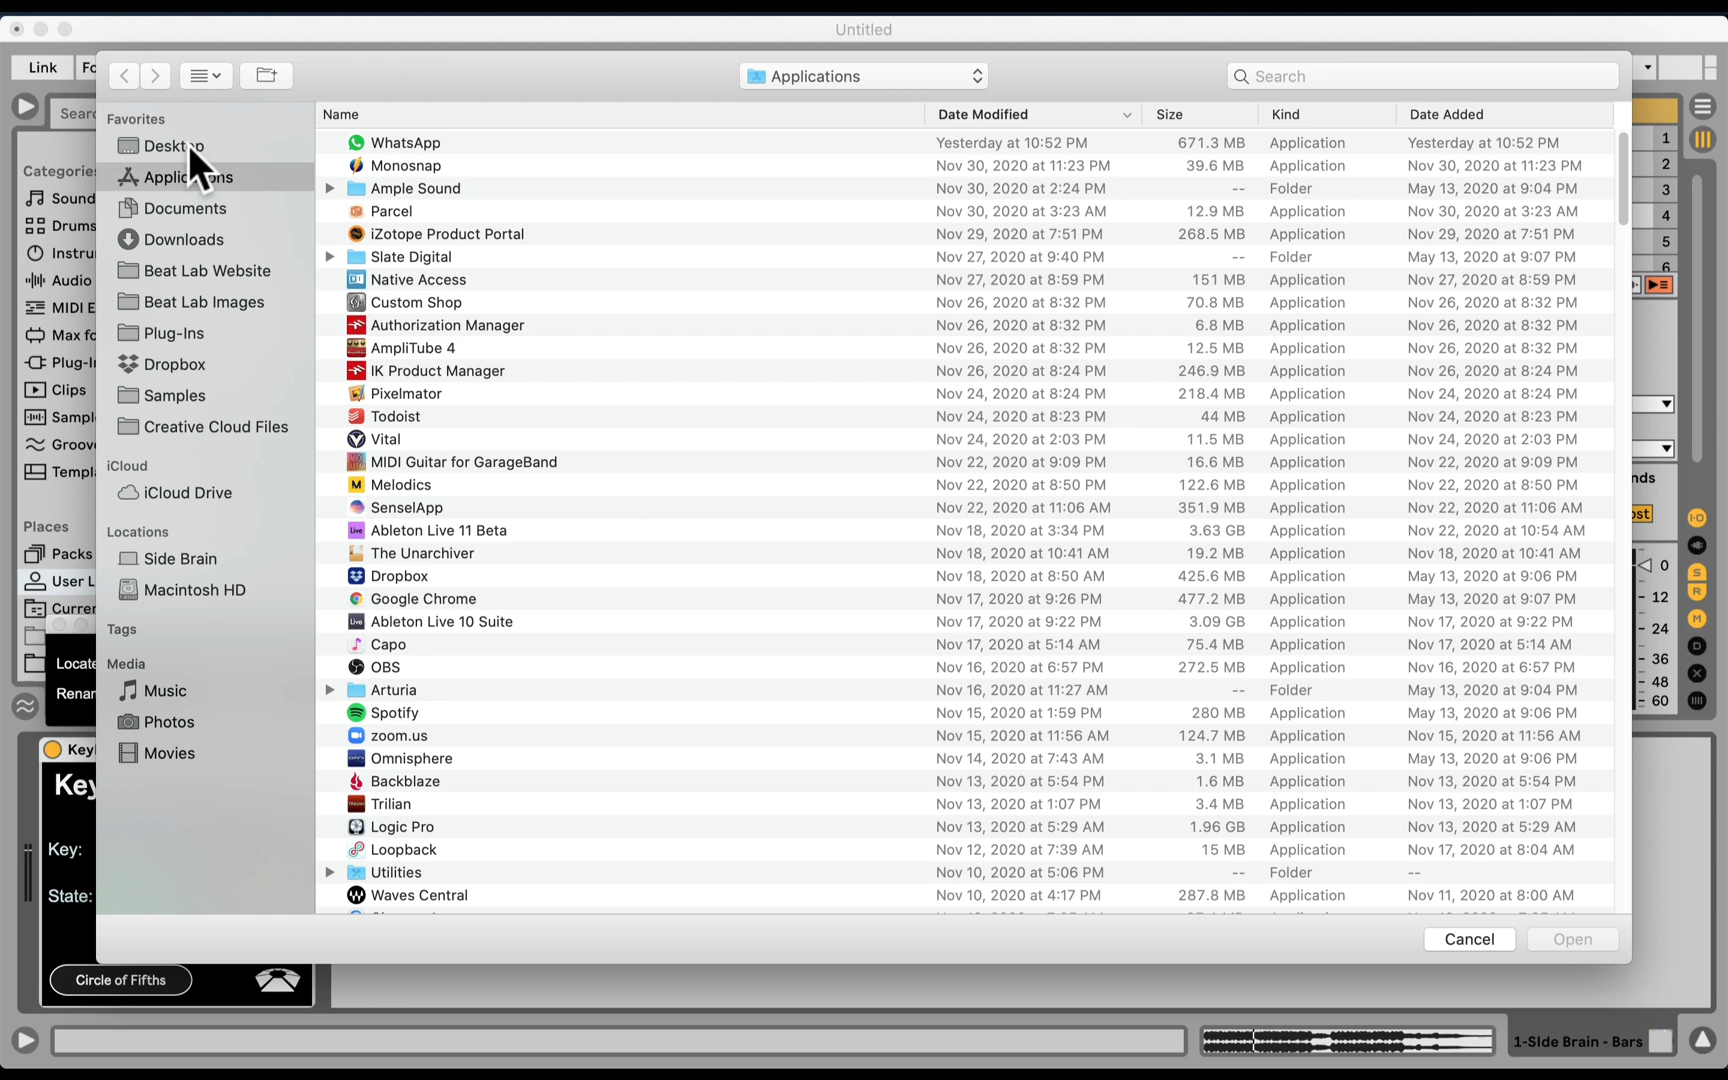 Untitled
Link
Applications
Search
Favorites
Desktop
Applications
Documents
Downloads
Beat Lab Website
Beat Lab Images
Plug-Ins
Dropbox
Samples
Creative Cloud Files
iCloud
iCloud Drive
Locations
Side Brain
Macintosh HD
Tags
Media
Music
Photos
Movies
Name Date Modified Size Kind Date Added
WhatsApp Yesterday at 10:52 PM 671.3 MB Application Yesterday at 10:52 PM
Monosnap Nov 30, 2020 at 11:23 PM 39.6 MB Application Nov 30, 2020 at 11:23 PM
Ample Sound Nov 30, 2020 at 2:24 PM -- Folder May 13, 2020 at 9:04 PM
Parcel Nov 30, 2020 at 3:23 AM 12.9 MB Application Nov 30, 2020 at 3:23 AM
iZotope Product Portal Nov 29, 2020 at 7:51 PM 268.5 MB Application Nov 29, 2020 at 7:51 PM
Slate Digital Nov 27, 2020 at 9:40 PM -- Folder May 13, 2020 at 9:07 PM
Native Access Nov 27, 2020 at 8:59 PM 151 MB Application Nov 27, 2020 at 8:59 PM
Custom Shop Nov 26, 2020 at 8:32 PM 70.8 MB Application Nov 26, 2020 at 8:32 PM
Authorization Manager Nov 26, 2020 at 8:32 PM 6.8 MB Application Nov 26, 2020 at 8:32 PM
AmpliTube 4 Nov 26, 2020 at 8:32 PM 12.5 MB Application Nov 26, 2020 at 8:32 PM
IK Product Manager Nov 26, 2020 at 8:24 PM 246.9 MB Application Nov 26, 2020 at 8:24 PM
Pixelmator Nov 24, 2020 at 8:24 PM 218.4 MB Application Nov 24, 2020 at 8:24 PM
Todoist Nov 24, 2020 at 8:23 PM 44 MB Application Nov 24, 2020 at 8:23 PM
Vital Nov 24, 2020 at 2:03 PM 11.5 MB Application Nov 24, 2020 at 2:03 PM
MIDI Guitar for GarageBand Nov 22, 2020 at 9:09 PM 16.6 MB Application Nov 22, 2020 at 9:09 PM
Melodics Nov 22, 2020 at 8:50 PM 122.6 MB Application Nov 22, 2020 at 8:50 PM
SenselApp Nov 22, 2020 at 11:06 AM 351.9 MB Application Nov 22, 2020 at 11:06 AM
Ableton Live 11 Beta Nov 18, 2020 at 3:34 PM 3.63 GB Application Nov 22, 2020 at 10:54 AM
The Unarchiver Nov 18, 2020 at 10:41 AM 19.2 MB Application Nov 18, 2020 at 10:41 AM
Dropbox Nov 18, 2020 at 8:50 AM 425.6 MB Application May 13, 2020 at 9:06 PM
Google Chrome Nov 17, 2020 at 9:26 PM 477.2 MB Application May 13, 2020 at 9:07 PM
Ableton Live 10 Suite Nov 17, 2020 at 9:22 PM 3.09 GB Application Nov 17, 2020 at 9:22 PM
Capo Nov 17, 2020 at 5:14 AM 75.4 MB Application Nov 17, 2020 at 5:14 AM
OBS Nov 16, 2020 at 6:57 PM 272.5 MB Application Nov 16, 2020 at 6:57 PM
Arturia Nov 16, 2020 at 11:27 AM -- Folder May 13, 2020 at 9:04 PM
Spotify Nov 15, 2020 at 1:59 PM 280 MB Application May 13, 2020 at 9:06 PM
zoom.us Nov 15, 2020 at 11:56 AM 124.7 MB Application Nov 15, 2020 at 11:56 AM
Omnisphere Nov 14, 2020 at 7:43 AM 3.1 MB Application May 13, 2020 at 9:06 PM
Backblaze Nov 13, 2020 at 5:54 PM 1.6 MB Application Nov 13, 2020 at 5:54 PM
Trilian Nov 13, 2020 at 1:07 PM 3.4 MB Application Nov 13, 2020 at 1:07 PM
Logic Pro Nov 13, 2020 at 5:29 AM 1.96 GB Application Nov 13, 2020 at 5:29 AM
Loopback Nov 12, 2020 at 7:39 AM 15 MB Application Nov 17, 2020 at 8:04 AM
Utilities Nov 10, 2020 at 5:06 PM -- Folder --
Waves Central Nov 10, 2020 at 4:17 PM 287.8 MB Application Nov 11, 2020 at 8:00 AM
Cancel Open
Categories
Sound
Drums
Instru
Audio
MIDI E
Max fo
Plug-I
Clips
Sampl
Groov
Templa
Places
Packs
User L
Curren
Locate
Renam
Key
Key:
State:
Circle of Fifths
1
2
3
4
5
6
0
12
24
36
48
60
1-SIde Brain - Bars